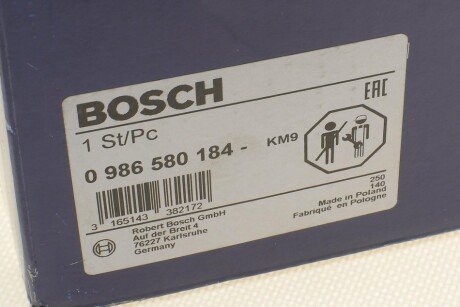 BOSCH
EAC
1 St/Pc
0 986 580 184 -
KM9
3 165143 382172
250
140
Made in Poland
Fabriqué en Pologne
Robert Bosch GmbH
Auf der Breit 4
76227 Karlsruhe
Germany